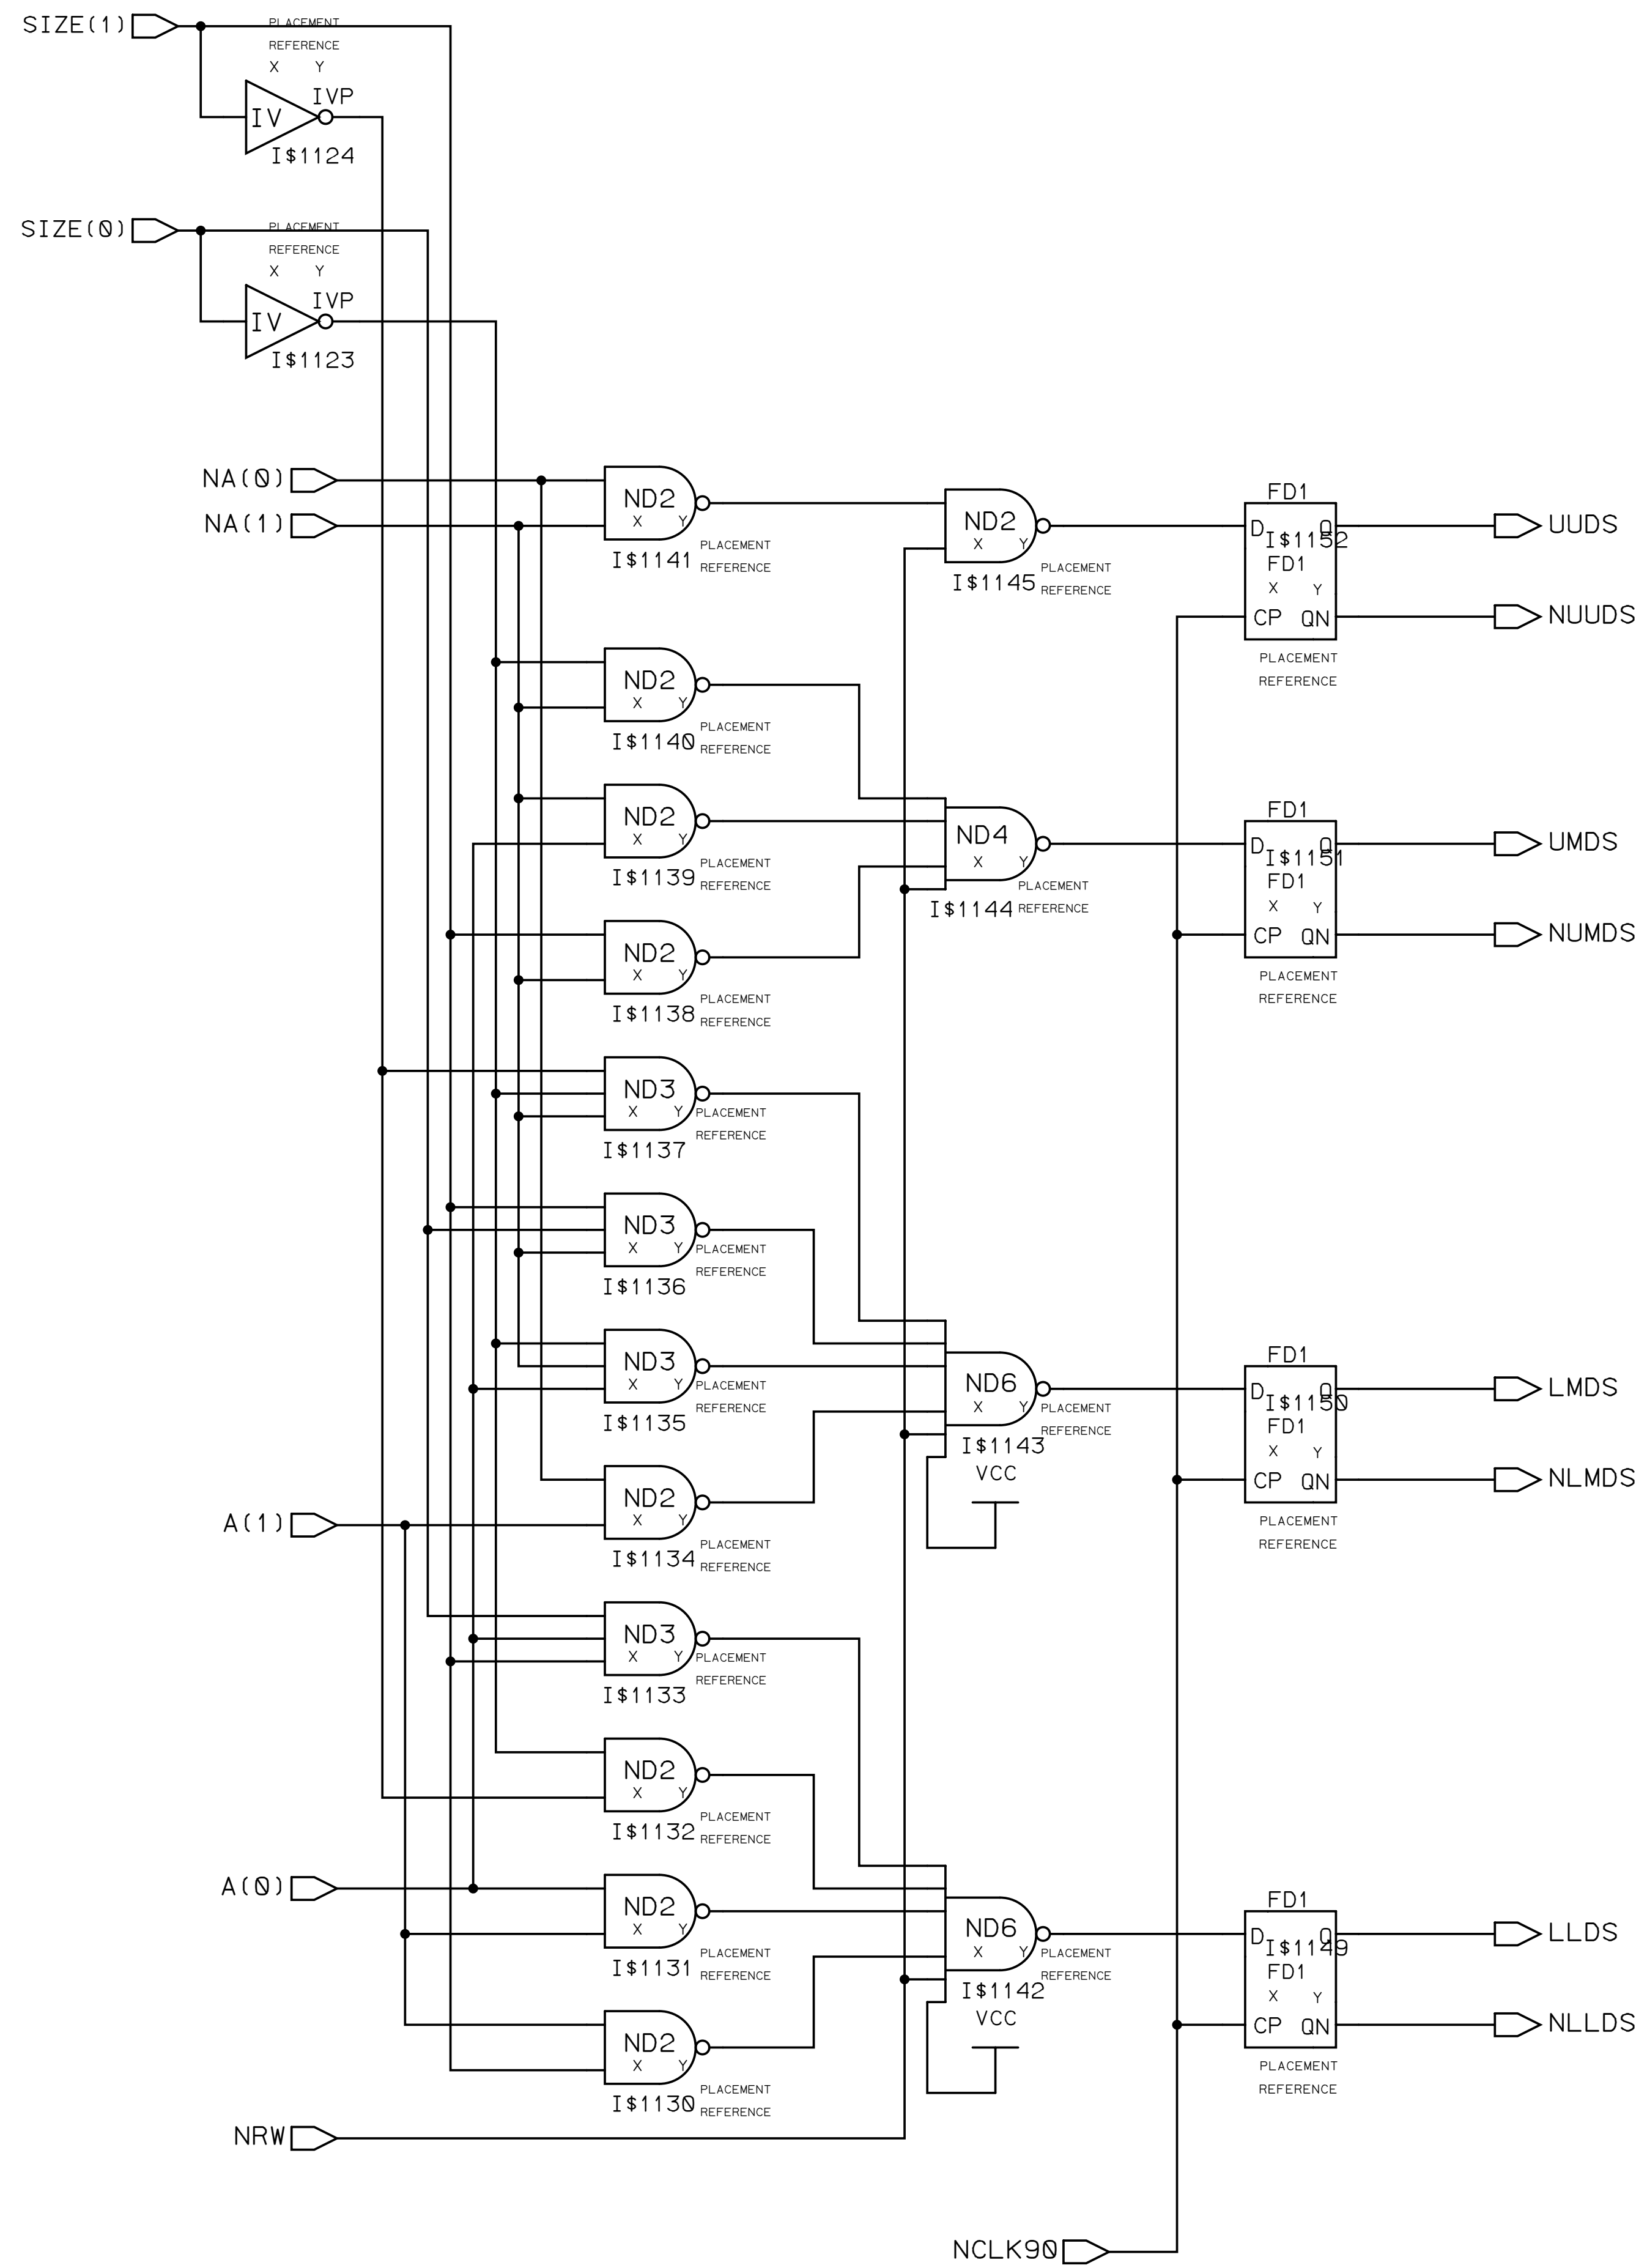 SIZE(1)
PLACEMENT
REFERENCE
X Y
IVP
IV
I$1124
SIZE(0)
PLACEMENT
REFERENCE
X Y
IVP
IV
I$1123
NA(0)
NA(1)
ND2
X Y
I$1141
PLACEMENT
REFERENCE
ND2
X Y
I$1145
PLACEMENT
REFERENCE
FD1
D Q
I$1152
FD1
X Y
CP QN
PLACEMENT
REFERENCE
UUDS
NUUDS
ND2
X Y
I$1140
PLACEMENT
REFERENCE
ND2
X Y
I$1139
PLACEMENT
REFERENCE
ND4
X Y
I$1144
PLACEMENT
REFERENCE
FD1
D Q
I$1151
FD1
X Y
CP QN
PLACEMENT
REFERENCE
UMDS
NUMDS
ND2
X Y
I$1138
PLACEMENT
REFERENCE
ND3
X Y
I$1137
PLACEMENT
REFERENCE
ND3
X Y
I$1136
PLACEMENT
REFERENCE
ND3
X Y
I$1135
PLACEMENT
REFERENCE
ND6
X Y
I$1143
PLACEMENT
REFERENCE
VCC
FD1
D Q
I$1150
FD1
X Y
CP QN
PLACEMENT
REFERENCE
LMDS
NLMDS
A(1)
ND2
X Y
I$1134
PLACEMENT
REFERENCE
ND3
X Y
I$1133
PLACEMENT
REFERENCE
ND2
X Y
I$1132
PLACEMENT
REFERENCE
A(0)
ND2
X Y
I$1131
PLACEMENT
REFERENCE
ND6
X Y
I$1142
PLACEMENT
REFERENCE
VCC
FD1
D Q
I$1149
FD1
X Y
CP QN
PLACEMENT
REFERENCE
LLDS
NLLDS
ND2
X Y
I$1130
PLACEMENT
REFERENCE
NRW
NCLK90